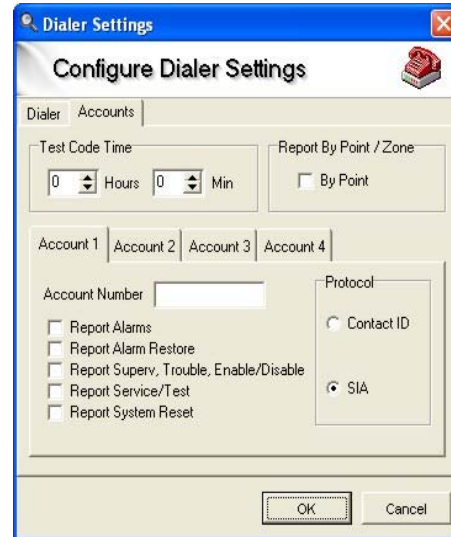 Dialer Settings
Configure Dialer Settings
Dialer Accounts
Test Code Time
0 Hours 0 Min
Report By Point / Zone
By Point
Account 1 Account 2 Account 3 Account 4
Account Number
Report Alarms
Report Alarm Restore
Report Superv, Trouble, Enable/Disable
Report Service/Test
Report System Reset
Protocol
Contact ID
SIA
OK Cancel